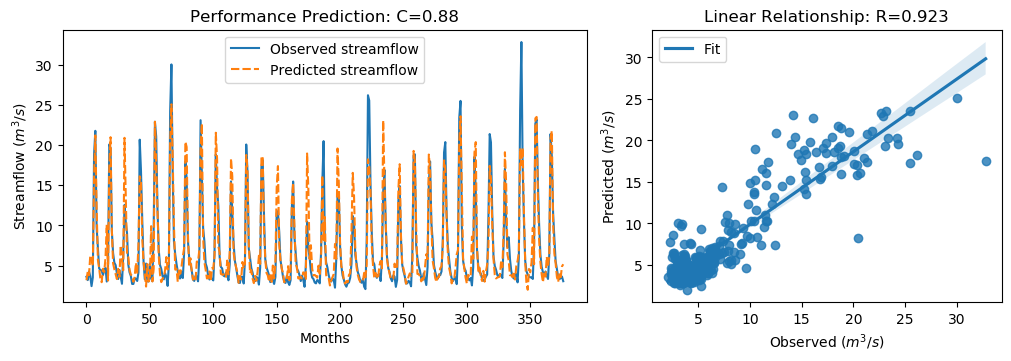 Performance Prediction: C=0.88
Observed streamflow
Predicted streamflow
Streamflow (m³/s)
30
25
20
15
10
5
0 50 100 150 200 250 300 350
Months
Linear Relationship: R=0.923
Fit
Predicted (m³/s)
30
25
20
15
10
5
5 10 15 20 25 30
Observed (m³/s)